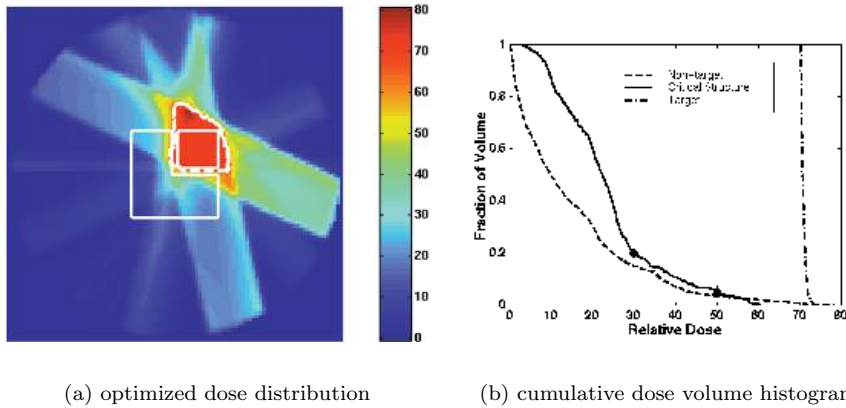 80
70
60
50
40
30
20
10
0
1
0.8
0.6
0.4
0.2
0
Fraction of Volume
Non-target
Critical Structure
Target
0 10 20 30 40 50 60 70 80
Relative Dose
(a) optimized dose distribution
(b) cumulative dose volume histogram